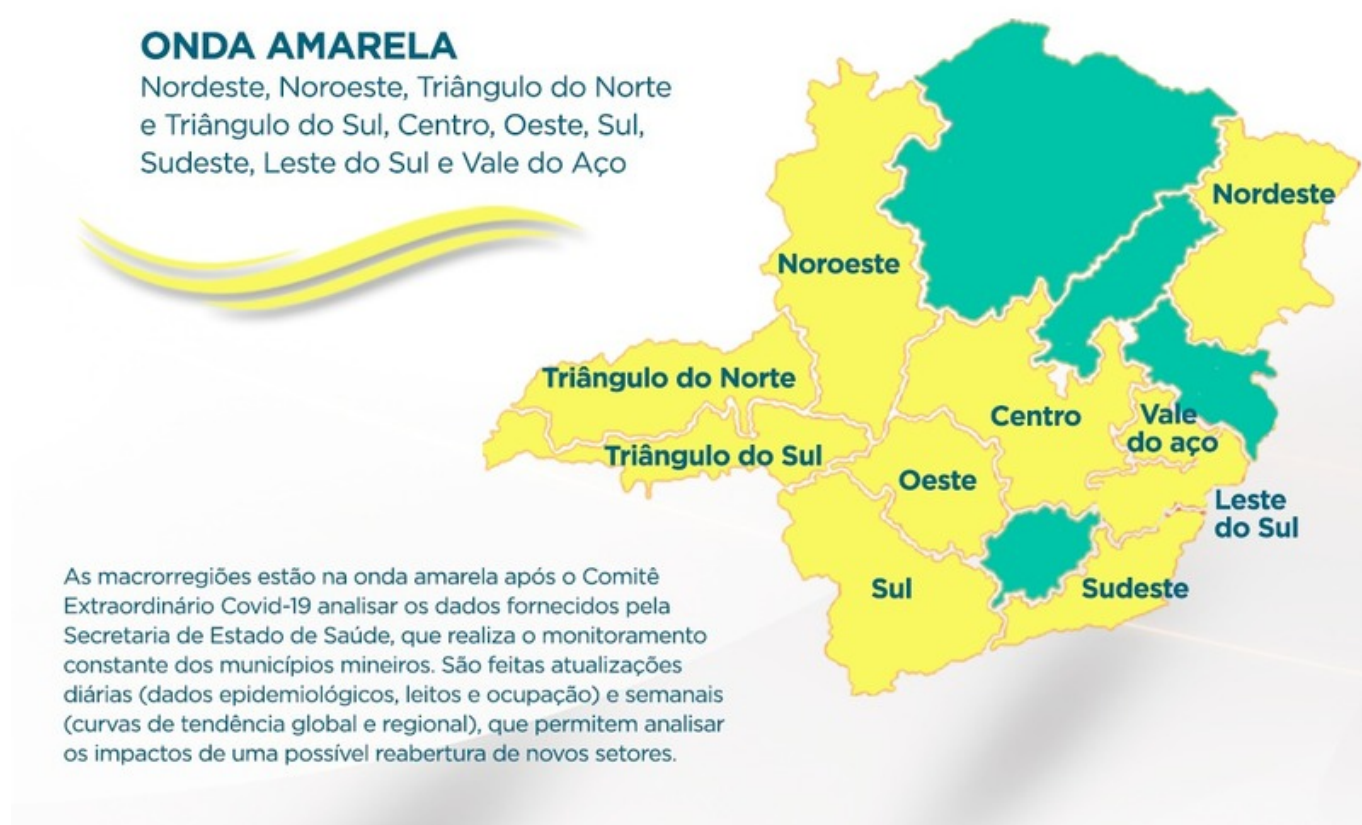 ONDA AMARELA
Nordeste, Noroeste, Triângulo do Norte
e Triângulo do Sul, Centro, Oeste, Sul,
Sudeste, Leste do Sul e Vale do Aço
Nordeste
Noroeste
Triângulo do Norte
Centro
Vale
do aço
Triângulo do Sul
Oeste
Leste
do Sul
Sul
Sudeste
As macrorregiões estão na onda amarela após o Comitê
Extraordinário Covid-19 analisar os dados fornecidos pela
Secretaria de Estado de Saúde, que realiza o monitoramento
constante dos municípios mineiros. São feitas atualizações
diárias (dados epidemiológicos, leitos e ocupação) e semanais
(curvas de tendência global e regional), que permitem analisar
os impactos de uma possível reabertura de novos setores.